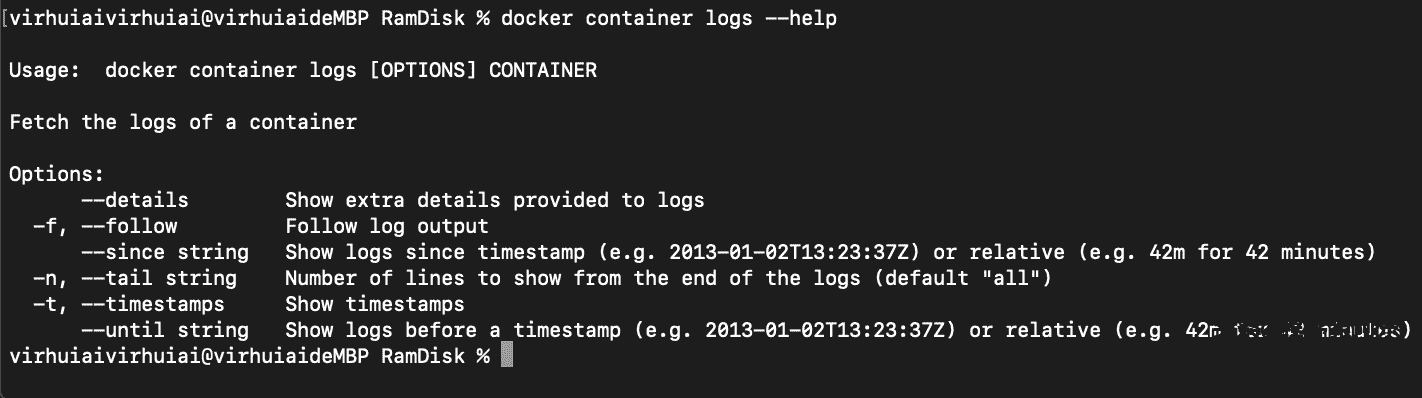 [virhuiaivirhuiai@virhuiaideMBP RamDisk % docker container logs --help
Usage:  docker container logs [OPTIONS] CONTAINER
Fetch the logs of a container
Options:
      --details        Show extra details provided to logs
  -f, --follow         Follow log output
      --since string   Show logs since timestamp (e.g. 2013-01-02T13:23:37Z) or relative (e.g. 42m for 42 minutes)
  -n, --tail string    Number of lines to show from the end of the logs (default "all")
  -t, --timestamps     Show timestamps
      --until string   Show logs before a timestamp (e.g. 2013-01-02T13:23:37Z) or relative (e.g. 42m for 42 minutes)
virhuiaivirhuiai@virhuiaideMBP RamDisk %